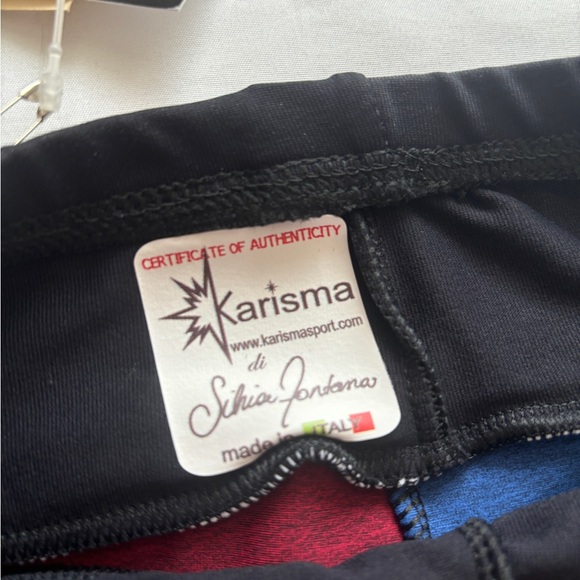 CERTIFICATE OF AUTHENTICITY
Karisma
www.karismasport.com
di
Silvia Fontana
made in ITALY